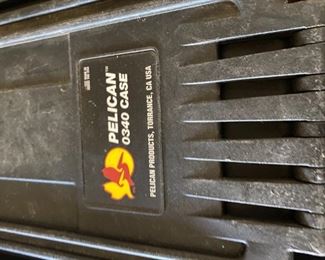 PELICAN™
0340 CASE
PELICAN PRODUCTS, TORRANCE, CA USA